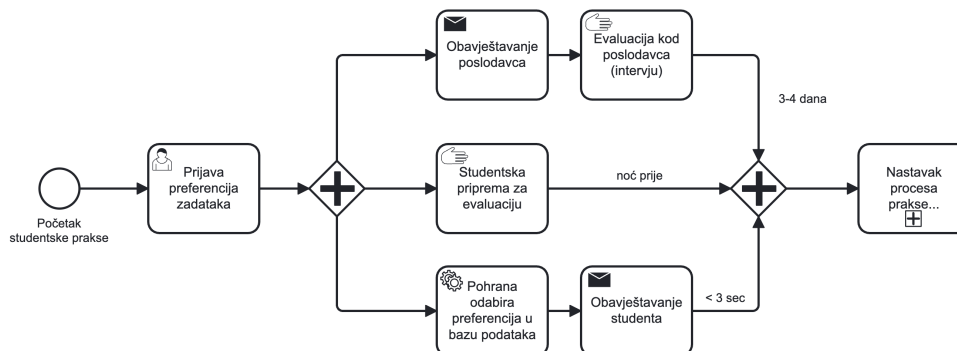 Početak
studentske prakse
Prijava
preferencija
zadataka
Obavještavanje
poslodavca
Evaluacija kod
poslodavca
(intervju)
3-4 dana
Studentska
priprema za
evaluaciju
noć prije
Pohrana
odabira
preferencija u
bazu podataka
Obavještavanje
studenta
< 3 sec
Nastavak
procesa
prakse...